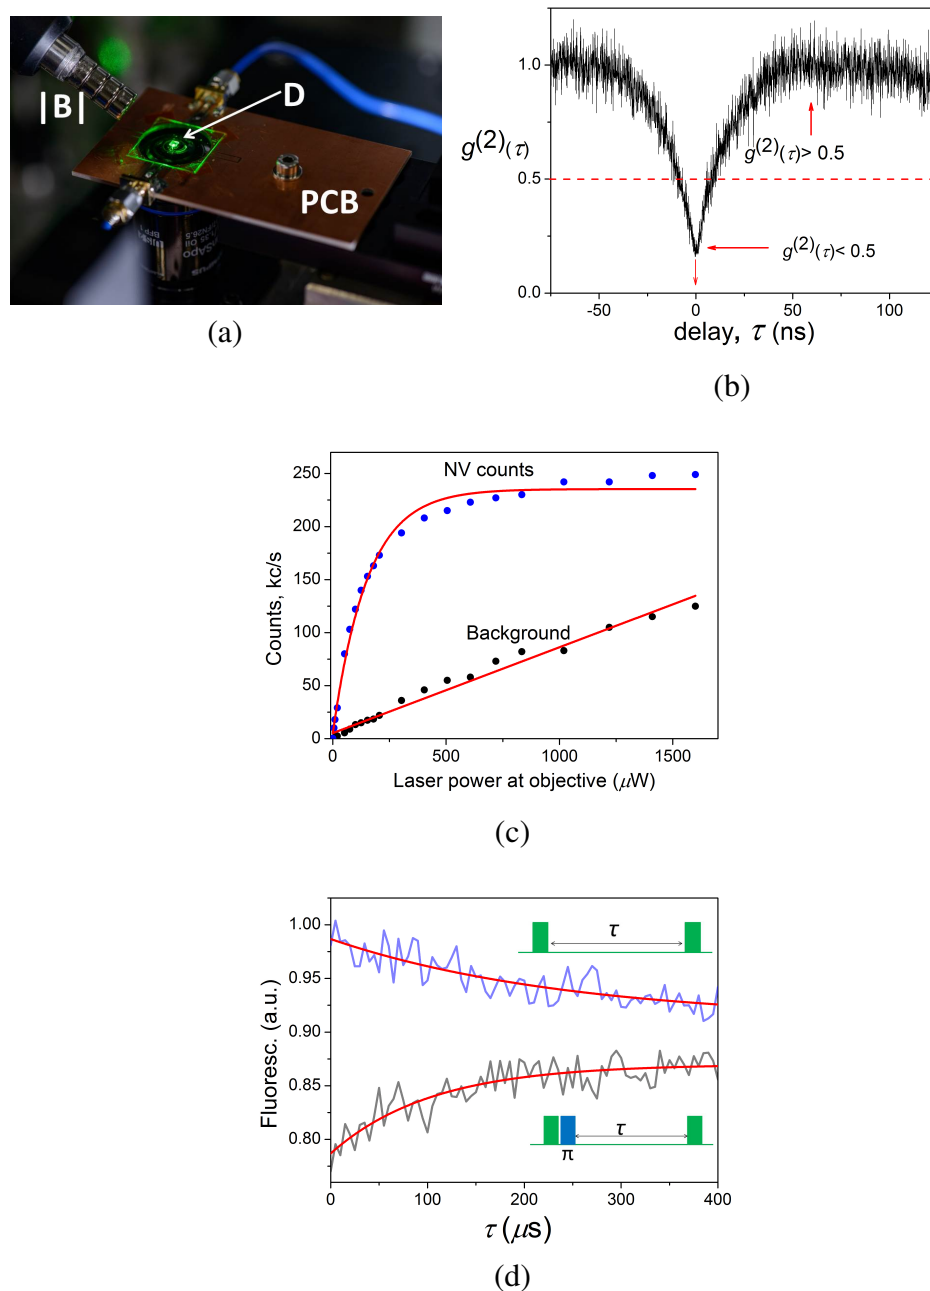 |B|
D
PCB
35 Oil
(a)
g(2)(τ)
1.0
0.5
0.0
g(2)(τ)> 0.5
g(2)(τ)< 0.5
-50
0
50
100
delay, τ (ns)
(b)
Counts, kc/s
250
200
150
100
50
0
NV counts
Background
0
500
1000
1500
Laser power at objective (μW)
(c)
Fluoresc. (a.u.)
1.00
0.95
0.90
0.85
0.80
τ
τ
π
0
100
200
300
400
τ (μs)
(d)